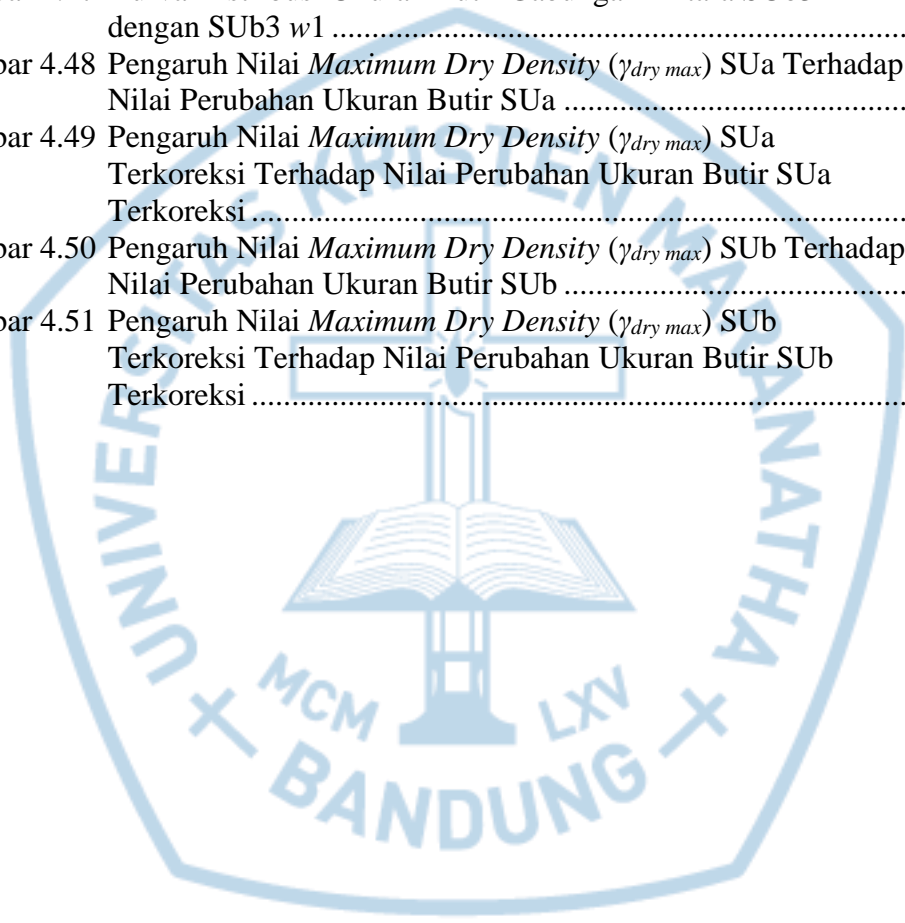 dengan SUb3 w1 ........................................................................
bar 4.48 Pengaruh Nilai Maximum Dry Density (γdry max) SUa Terhadap
Nilai Perubahan Ukuran Butir SUa ...........................................
bar 4.49 Pengaruh Nilai Maximum Dry Density (γdry max) SUa
Terkoreksi Terhadap Nilai Perubahan Ukuran Butir SUa
Terkoreksi ..................................................................................
bar 4.50 Pengaruh Nilai Maximum Dry Density (γdry max) SUb Terhadap
Nilai Perubahan Ukuran Butir SUb ...........................................
bar 4.51 Pengaruh Nilai Maximum Dry Density (γdry max) SUb
Terkoreksi Terhadap Nilai Perubahan Ukuran Butir SUb
Terkoreksi ..................................................................................
UNIVERSITAS KRISTEN MARANATHA
MCM LXV
BANDUNG